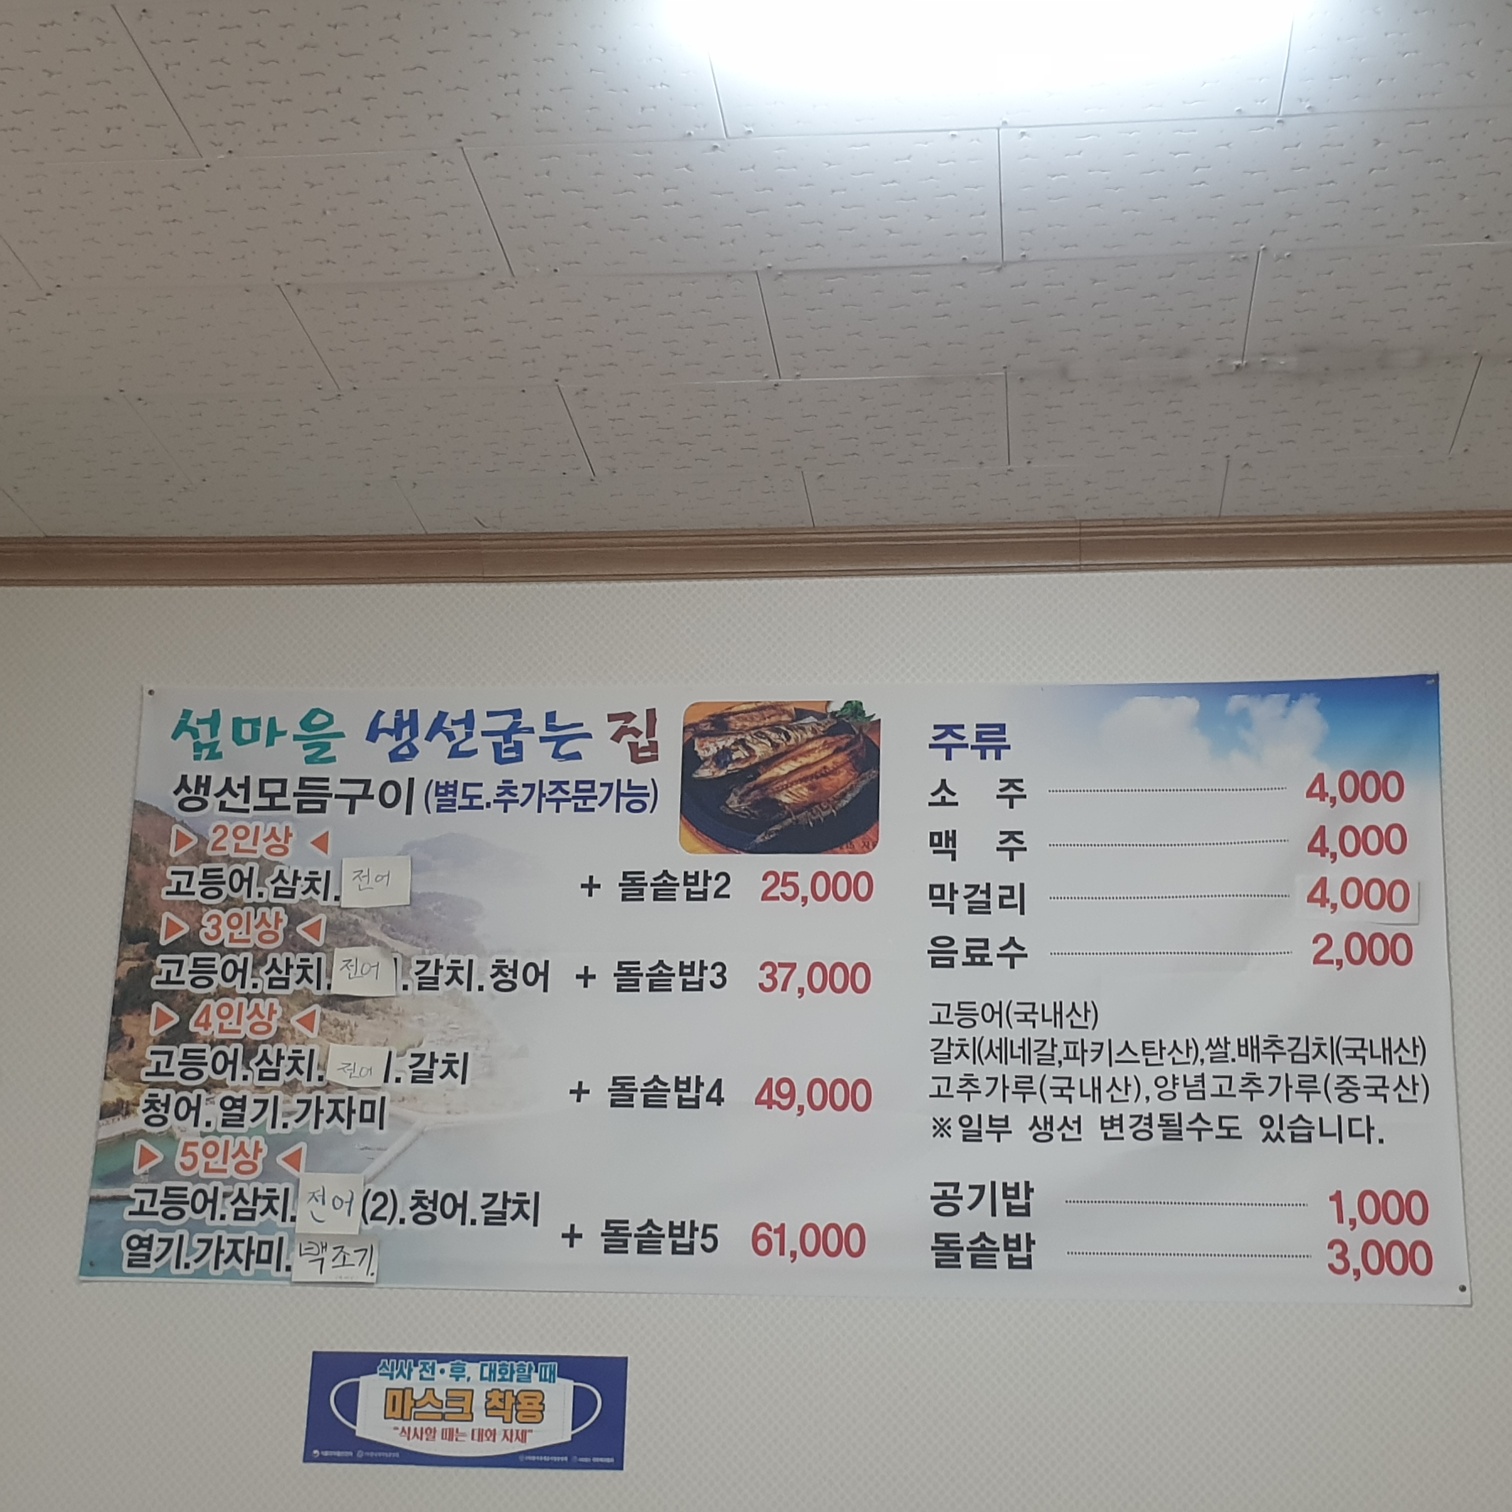 섬마을 생선굽는 집
생선모듬구이 (별도.추가주문가능)
▶ 2인상 ◀
고등어.삼치.전어 + 돌솥밥2 25,000
▶ 3인상 ◀
고등어.삼치.전어.갈치.청어 + 돌솥밥3 37,000
▶ 4인상 ◀
고등어.삼치.전어.갈치
청어.열기.가자미 + 돌솥밥4 49,000
▶ 5인상 ◀
고등어.삼치.전어(2).청어.갈치
열기.가자미.백조기. + 돌솥밥5 61,000
주류
소 주 4,000
맥 주 4,000
막걸리 4,000
음료수 2,000
고등어(국내산)
갈치(세네갈,파키스탄산),쌀.배추김치(국내산)
고추가루(국내산),양념고추가루(중국산)
※일부 생선 변경될수도 있습니다.
공기밥 1,000
돌솥밥 3,000
식사 전·후, 대화할 때
마스크 착용
"식사할 때는 대화 자제"